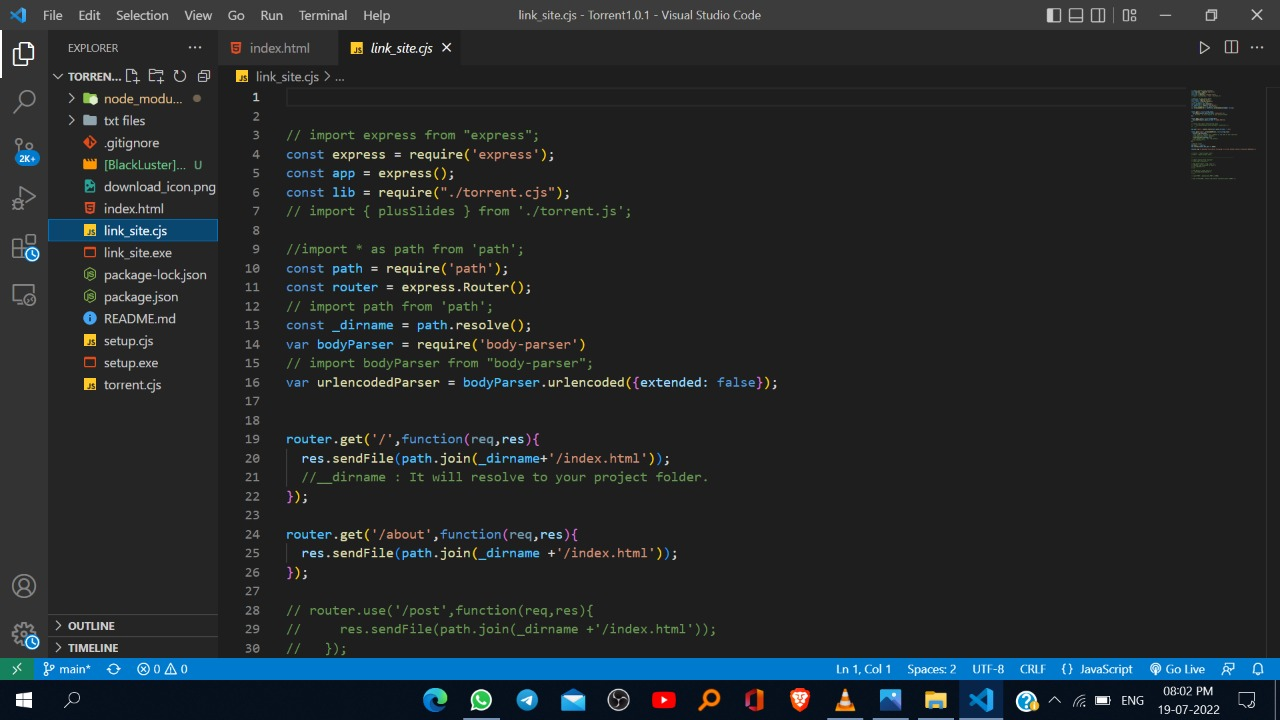 File Edit Selection View Go Run Terminal Help
link_site.cjs - Torrent1.0.1 - Visual Studio Code
EXPLORER
TORREN...
node_modu...
txt files
.gitignore
[BlackLuster]... U
download_icon.png
index.html
link_site.cjs
link_site.exe
package-lock.json
package.json
README.md
setup.cjs
setup.exe
torrent.cjs
OUTLINE
TIMELINE
2K+
index.html
link_site.cjs
link_site.cjs > ...
1
2
3 // import express from "express";
4 const express = require('express');
5 const app = express();
6 const lib = require("./torrent.cjs");
7 // import { plusSlides } from './torrent.js';
8
9 //import * as path from 'path';
10 const path = require('path');
11 const router = express.Router();
12 // import path from 'path';
13 const _dirname = path.resolve();
14 var bodyParser = require('body-parser')
15 // import bodyParser from "body-parser";
16 var urlencodedParser = bodyParser.urlencoded({extended: false});
17
18
19 router.get('/',function(req,res){
20 res.sendFile(path.join(_dirname+'/index.html'));
21 //__dirname : It will resolve to your project folder.
22 });
23
24 router.get('/about',function(req,res){
25 res.sendFile(path.join(_dirname +'/index.html'));
26 });
27
28 // router.use('/post',function(req,res){
29 //     res.sendFile(path.join(_dirname +'/index.html'));
30 //   });
main* 0 0
Ln 1, Col 1 Spaces: 2 UTF-8 CRLF {} JavaScript Go Live
ENG
08:02 PM
19-07-2022